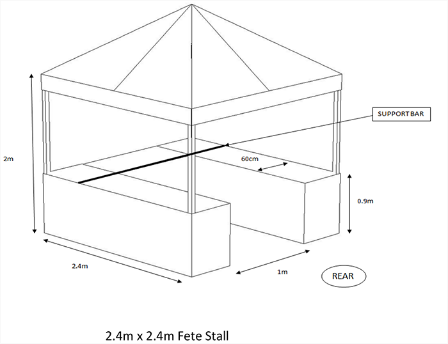 SUPPORT BAR
2m
60cm
0.9m
2.4m
1m
REAR
2.4m x 2.4m Fete Stall